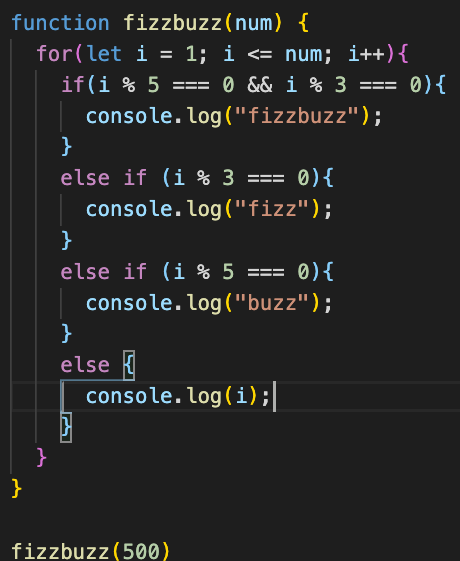 function fizzbuzz(num) {
  for(let i = 1; i <= num; i++){
    if(i % 5 === 0 && i % 3 === 0){
      console.log("fizzbuzz");
    }
    else if (i % 3 === 0){
      console.log("fizz");
    }
    else if (i % 5 === 0){
      console.log("buzz");
    }
    else {
      console.log(i);
    }
  }
}

fizzbuzz(500)